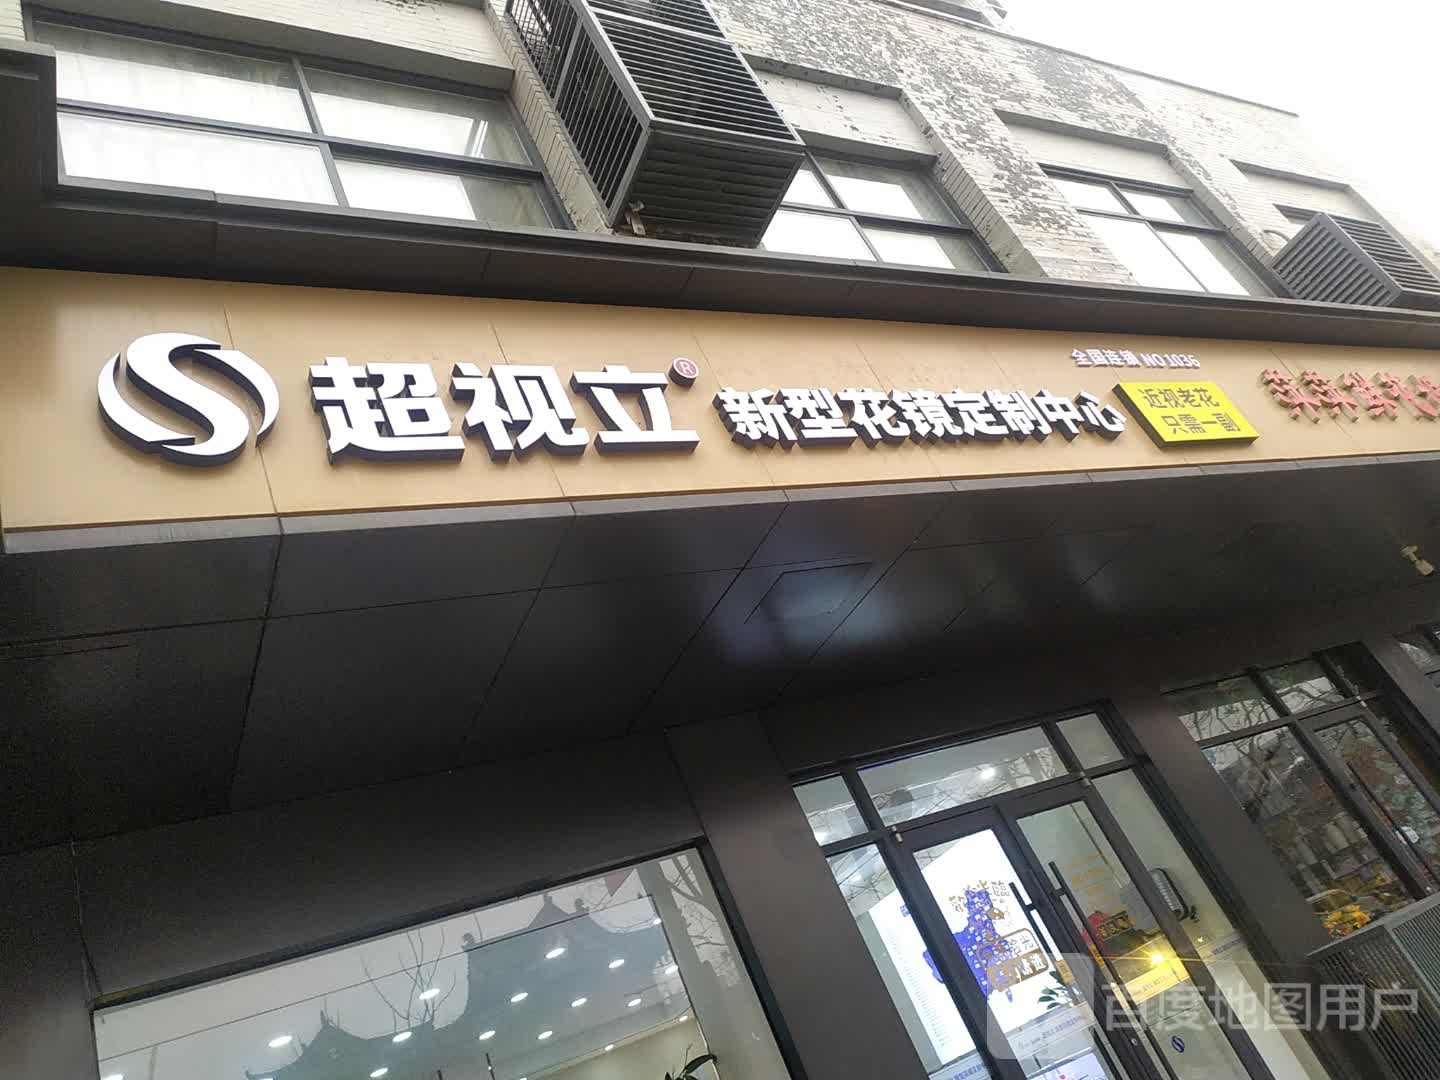 超视立®
新型花镜定制中心
全国连锁 NO1036
近视老花
只需一副
百度地图用户